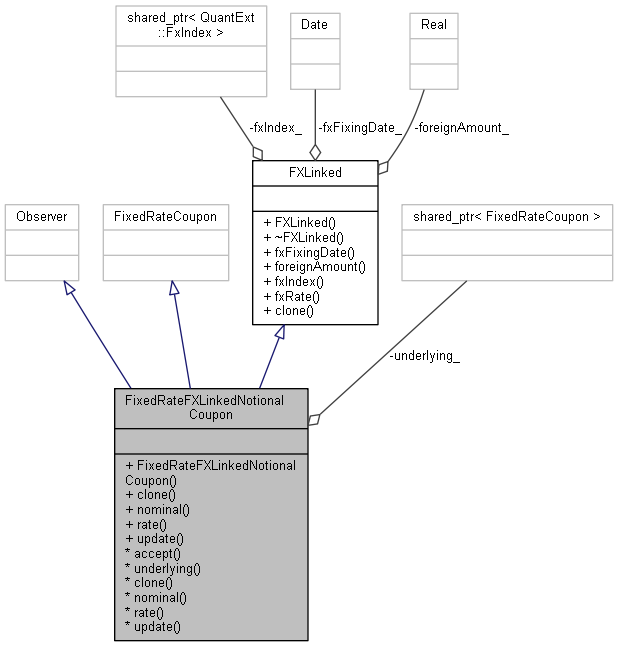 shared_ptr< QuantExt
::FxIndex >
Date
Real
-fxIndex_
-fxFixingDate_
-foreignAmount_
FXLinked
+ FXLinked()
+ ~FXLinked()
+ fxFixingDate()
+ foreignAmount()
+ fxIndex()
+ fxRate()
+ clone()
Observer
FixedRateCoupon
shared_ptr< FixedRateCoupon >
-underlying_
FixedRateFXLinkedNotional
Coupon
+ FixedRateFXLinkedNotional
Coupon()
+ clone()
+ nominal()
+ rate()
+ update()
* accept()
* underlying()
* clone()
* nominal()
* rate()
* update()